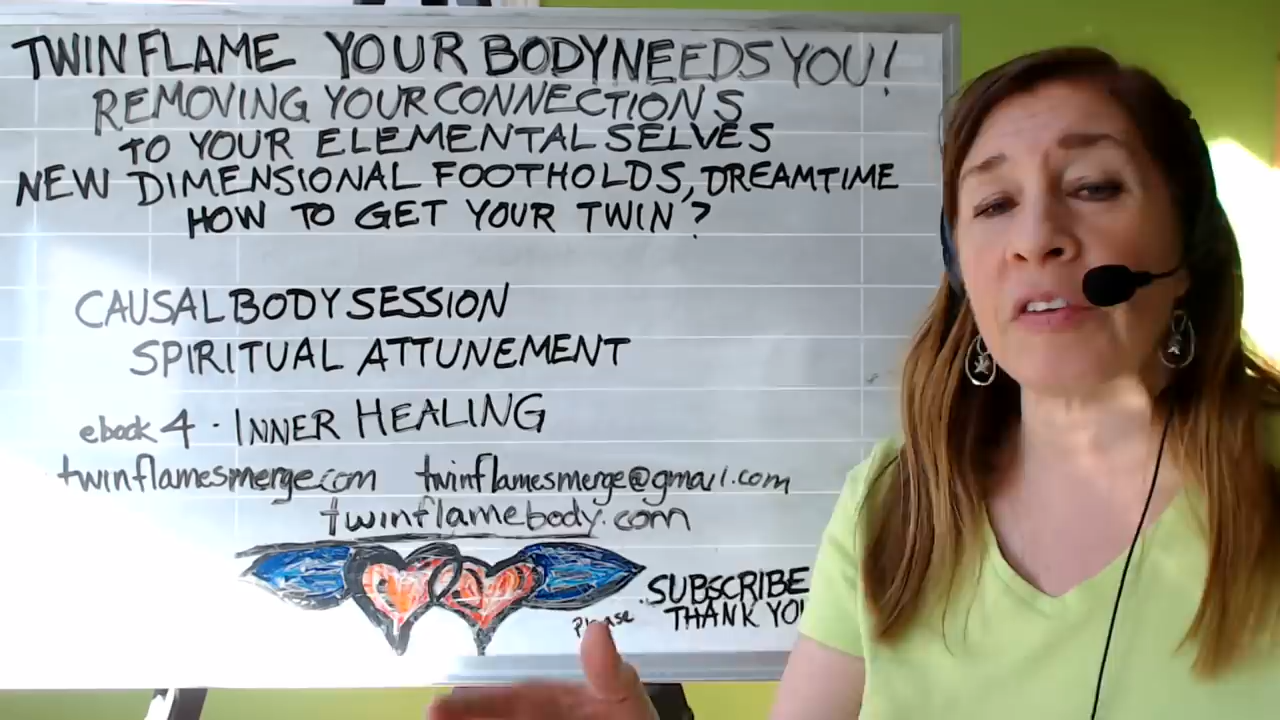 TWIN FLAME YOUR BODY NEEDS YOU!
REMOVING YOUR CONNECTIONS
TO YOUR ELEMENTAL SELVES
NEW DIMENSIONAL FOOTHOLDS, DREAMTIME
HOW TO GET YOUR TWIN?
CAUSAL BODY SESSION
SPIRITUAL ATTUNEMENT
ebook 4 · INNER HEALING
twinflamesmerge.com twinflamesmerge@gmail.com
twinflamebody.com
Please SUBSCRIBE
THANK YOU